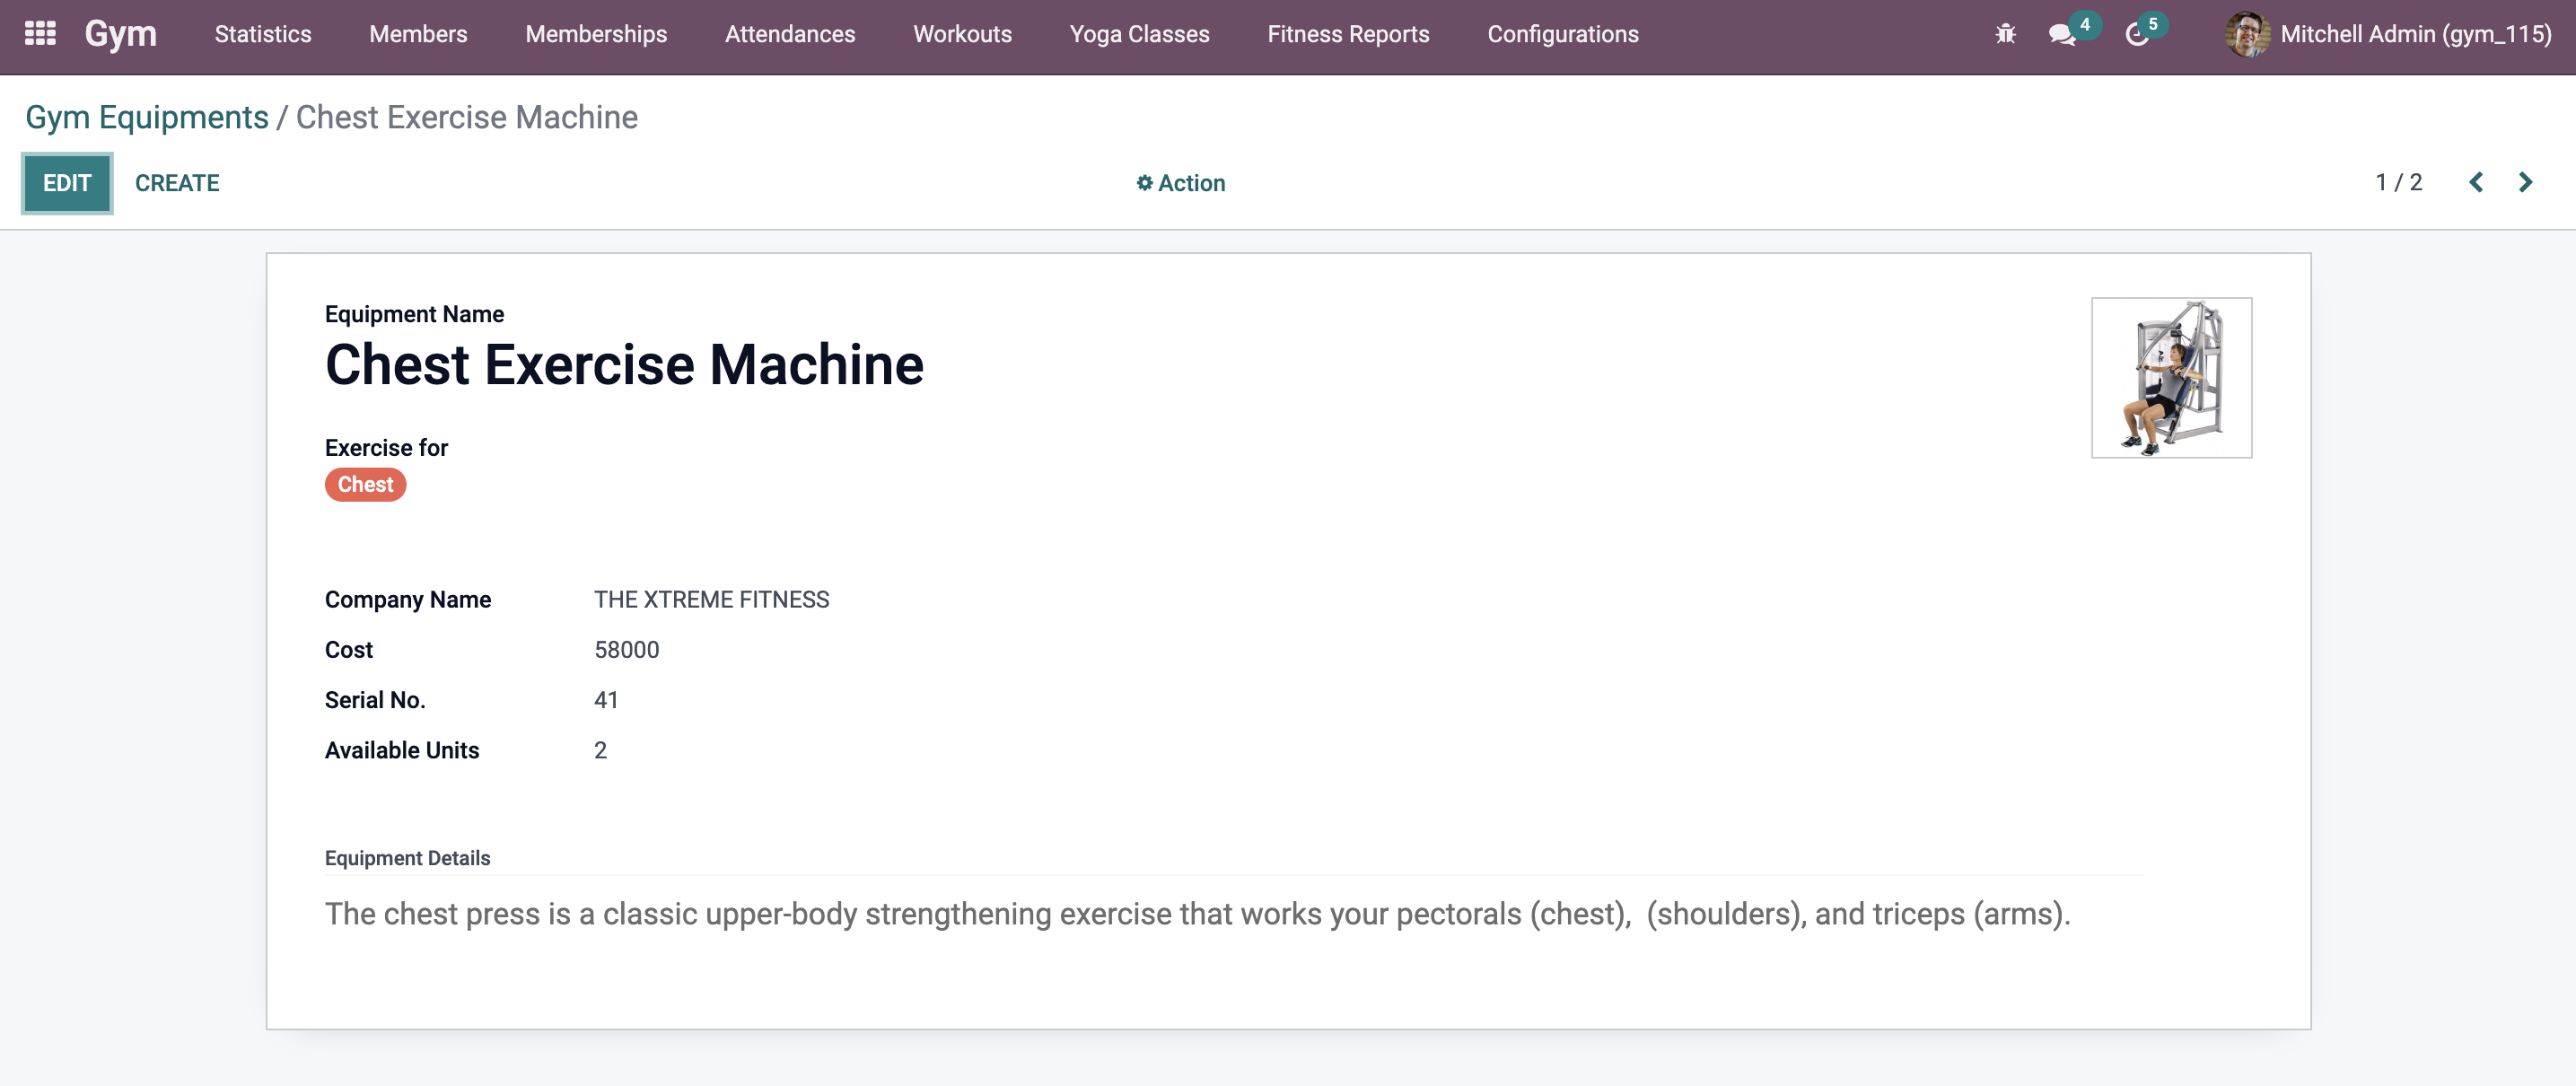 Gym Statistics Members Memberships Attendances Workouts Yoga Classes Fitness Reports Configurations 4 5 Mitchell Admin (gym_115)
Gym Equipments / Chest Exercise Machine
EDIT CREATE Action 1 / 2
Equipment Name
Chest Exercise Machine
Exercise for
Chest
Company Name THE XTREME FITNESS
Cost 58000
Serial No. 41
Available Units 2
Equipment Details
The chest press is a classic upper-body strengthening exercise that works your pectorals (chest),  (shoulders), and triceps (arms).